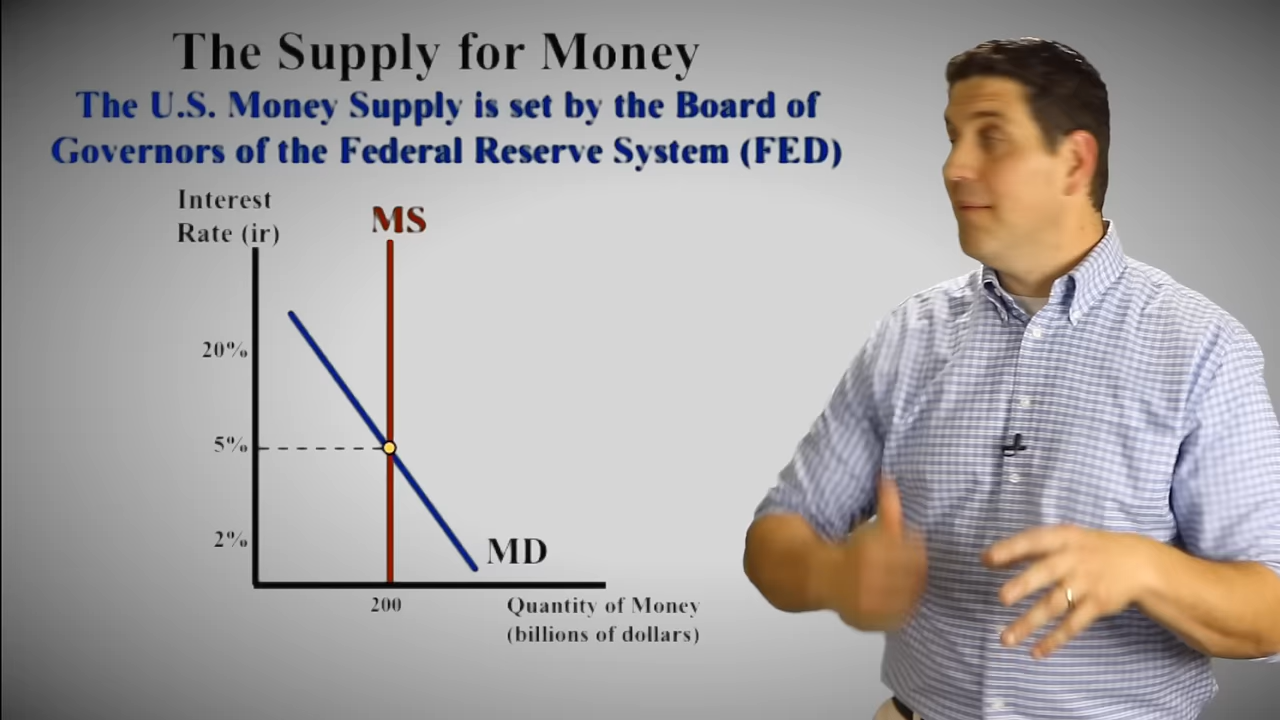 The Supply for Money
The U.S. Money Supply is set by the Board of
Governors of the Federal Reserve System (FED)
Interest
Rate (ir)
MS
20%
5%
2%
MD
200
Quantity of Money
(billions of dollars)